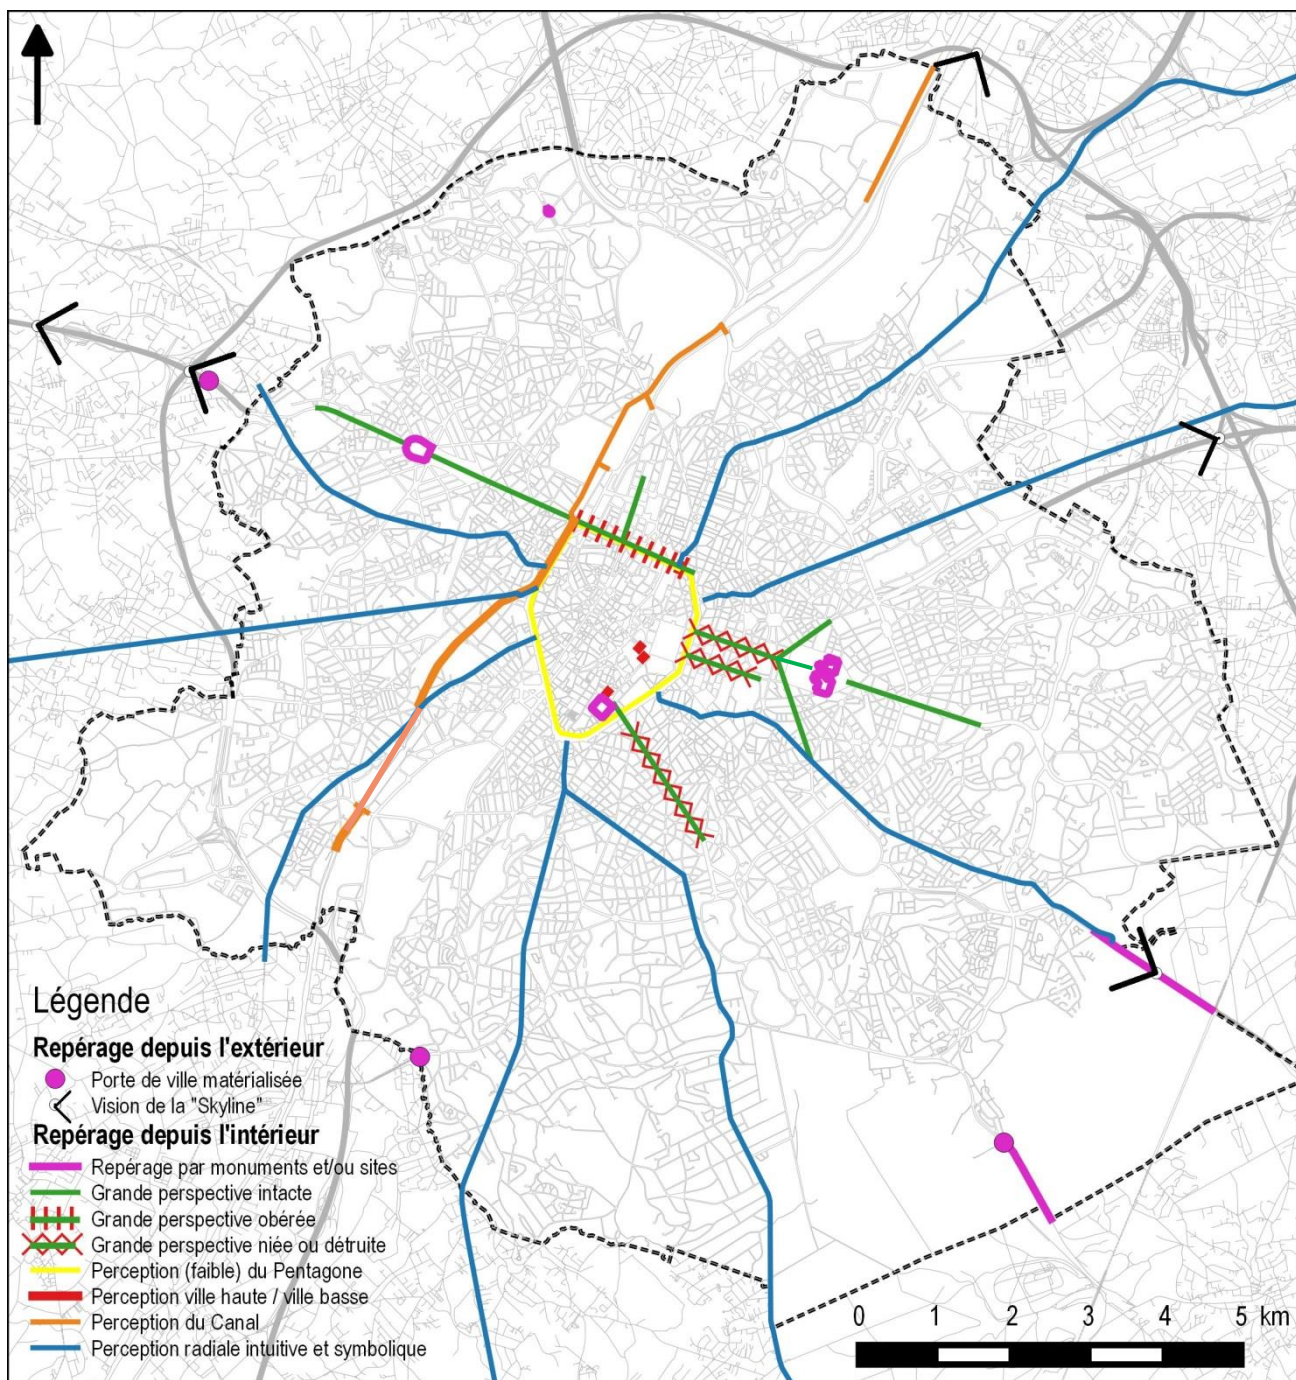 Légende
Repérage depuis l'extérieur
Porte de ville matérialisée
Vision de la "Skyline"
Repérage depuis l'intérieur
Repérage par monuments et/ou sites
Grande perspective intacte
Grande perspective obérée
Grande perspective niée ou détruite
Perception (faible) du Pentagone
Perception ville haute / ville basse
Perception du Canal
Perception radiale intuitive et symbolique
0 1 2 3 4 5 km